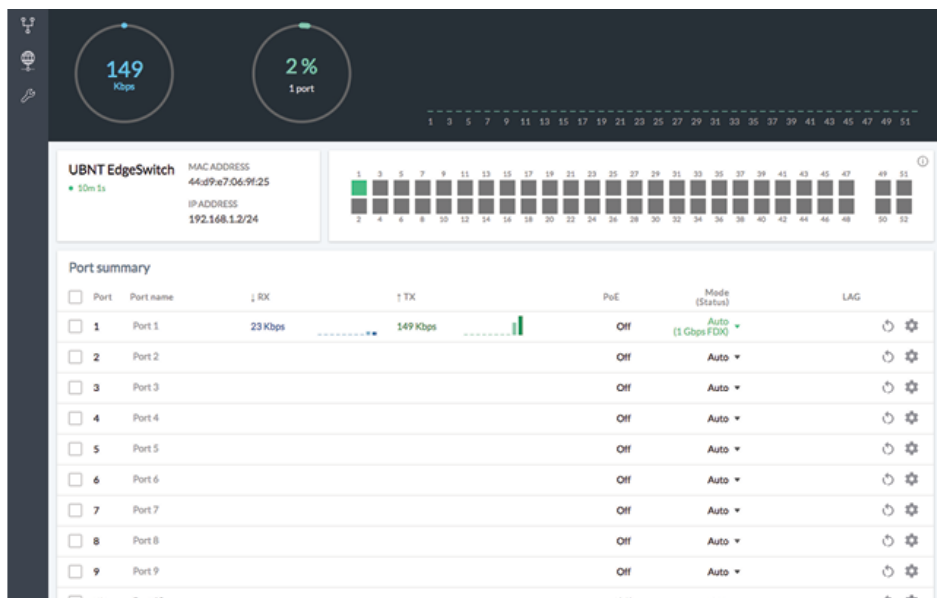 149
Kbps
2%
1 port
1 3 5 7 9 11 13 15 17 19 21 23 25 27 29 31 33 35 37 39 41 43 45 47 49 51
UBNT EdgeSwitch
10m 1s
MAC ADDRESS
44:d9:e7:06:9f:25
IP ADDRESS
192.168.1.2/24
1 3 5 7 9 11 13 15 17 19 21 23 25 27 29 31 33 35 37 39 41 43 45 47 49 51
2 4 6 8 10 12 14 16 18 20 22 24 26 28 30 32 34 36 38 40 42 44 46 48 50 52
Port summary
Port Port name ↓ RX ↑ TX PoE Mode (Status) LAG
1 Port 1 23 Kbps 149 Kbps Off Auto (1 Gbps FDX)
2 Port 2 Off Auto
3 Port 3 Off Auto
4 Port 4 Off Auto
5 Port 5 Off Auto
6 Port 6 Off Auto
7 Port 7 Off Auto
8 Port 8 Off Auto
9 Port 9 Off Auto